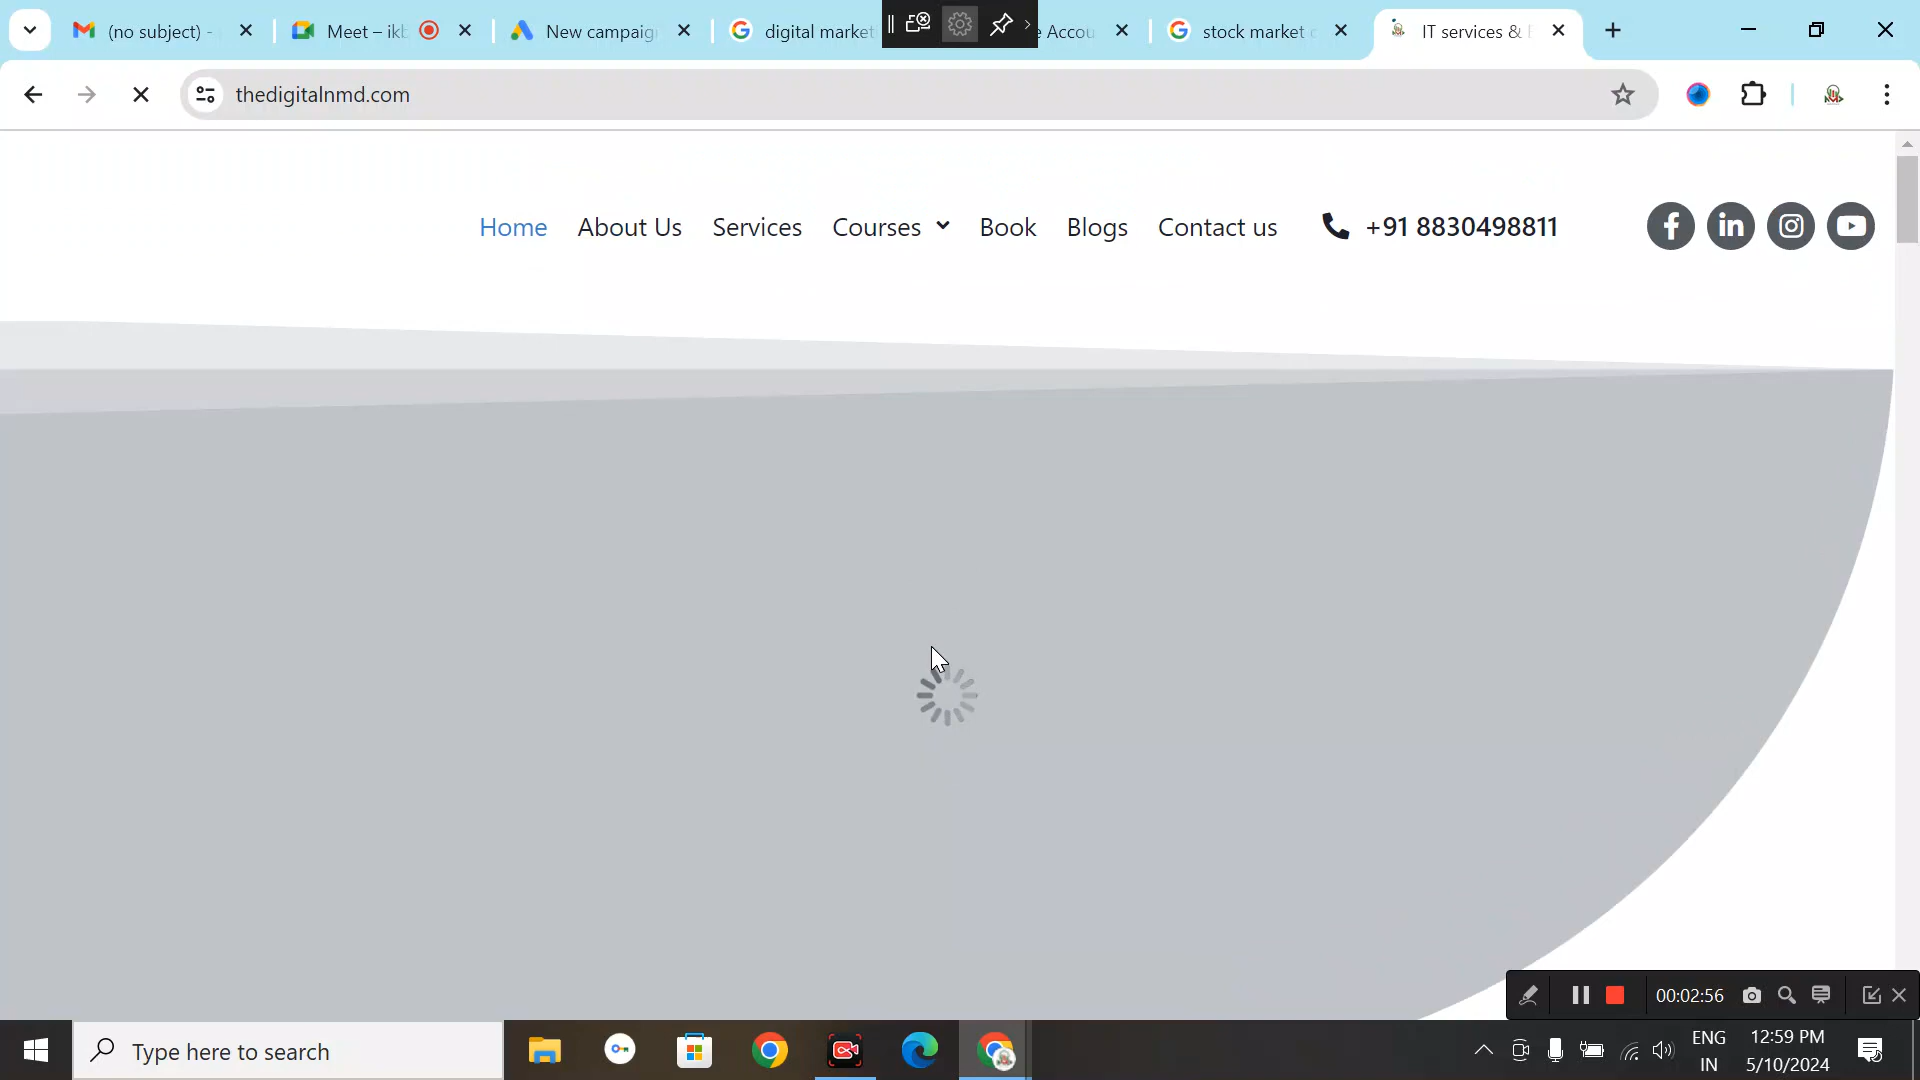 (no subject) -
Meet – ikb
New campaig
digital market
e Accou
stock market c
IT services &
thedigitalnmd.com
Home
About Us
Services
Courses
Book
Blogs
Contact us
+91 8830498811
00:02:56
Type here to search
ENG
IN
12:59 PM
5/10/2024